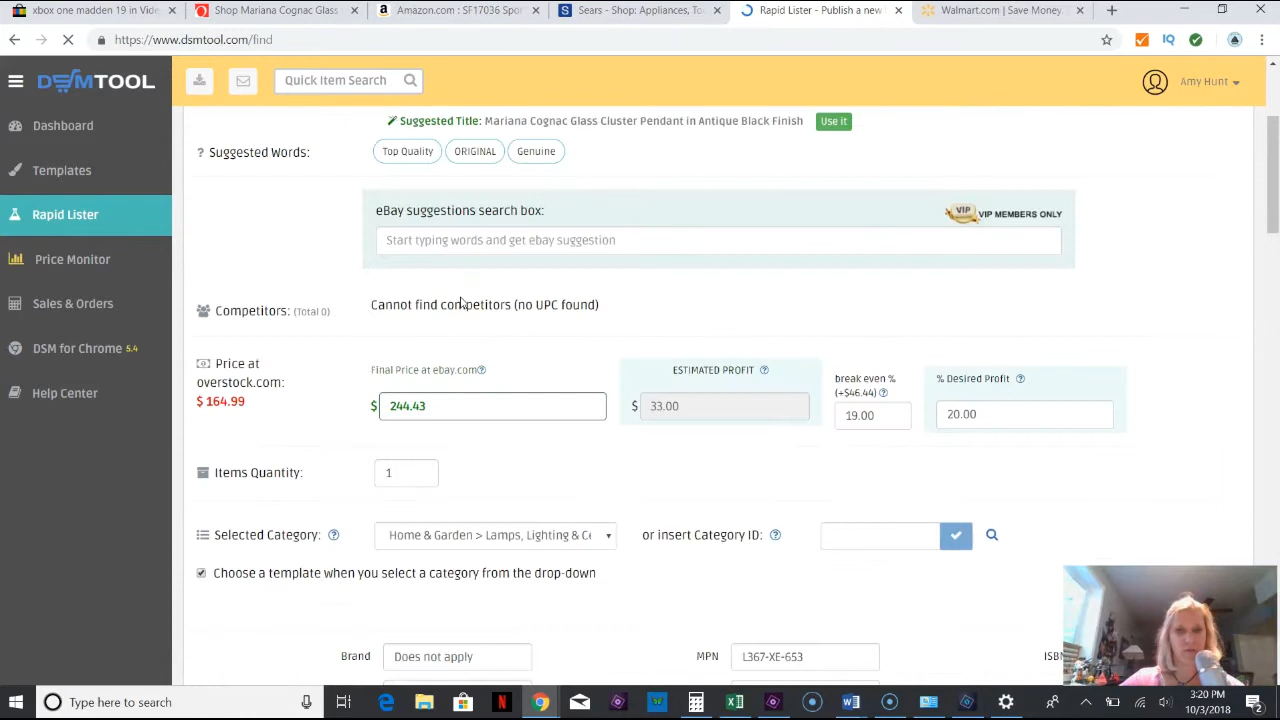 xbox one madden 19 in Vide
Shop Mariana Cognac Glass
Amazon.com : SF17036 Spo
Sears - Shop: Appliances, To
Rapid Lister - Publish a new
Walmart.com | Save Money
https://www.dsmtool.com/find
DSMTOOL
Quick Item Search
Amy Hunt
Dashboard
Templates
Rapid Lister
Price Monitor
Sales & Orders
DSM for Chrome 5.4
Help Center
Suggested Title: Mariana Cognac Glass Cluster Pendant in Antique Black Finish Use it
? Suggested Words: Top Quality ORIGINAL Genuine
eBay suggestions search box: VIP VIP MEMBERS ONLY
Start typing words and get ebay suggestion
Competitors: (Total 0) Cannot find competitors (no UPC found)
Price at
overstock.com:
$ 164.99
Final Price at ebay.com
$ 244.43
ESTIMATED PROFIT
$ 33.00
break even %
(+$46.44)
19.00
% Desired Profit
20.00
Items Quantity: 1
Selected Category: Home & Garden > Lamps, Lighting & Ce or insert Category ID:
Choose a template when you select a category from the drop-down
Brand Does not apply MPN L367-XE-653 ISBN
Type here to search
3:20 PM
10/3/2018